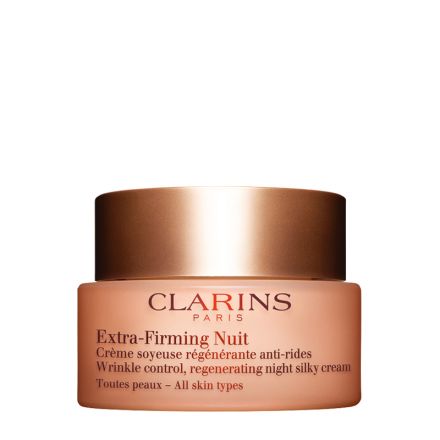 CLARINS
PARIS
Extra-Firming Nuit
Crème soyeuse régénérante anti-rides
Wrinkle control, regenerating night silky cream
Toutes peaux – All skin types